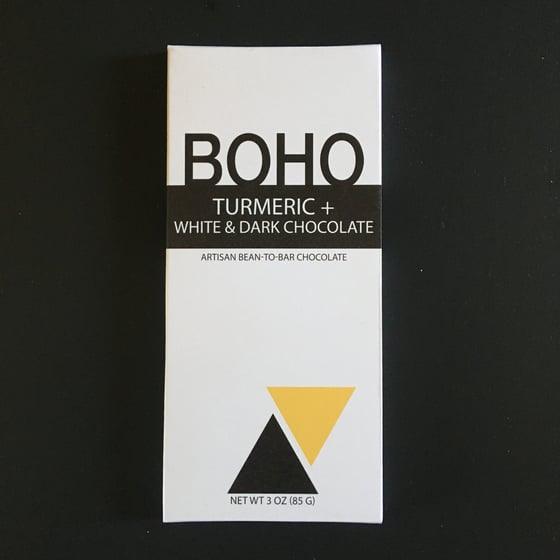 BOHO
TURMERIC +
WHITE & DARK CHOCOLATE
ARTISAN BEAN-TO-BAR CHOCOLATE
NET WT 3 OZ (85 G)